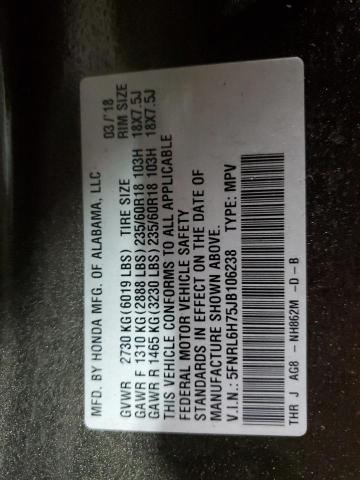 MFD. BY HONDA MFG. OF ALABAMA, LLC 03/'18
GVWR 2730 KG(6019 LBS) TIRE SIZE RIM SIZE
GAWR F 1310 KG(2888 LBS)235/60R18 103H 18X7.5J
GAWR R 1465 KG(3230 LBS)235/60R18 103H 18X7.5J
THIS VEHICLE CONFORMS TO ALL APPLICABLE
FEDERAL MOTOR VEHICLE SAFETY
STANDARDS IN EFFECT ON THE DATE OF
MANUFACTURE SHOWN ABOVE.
V.I.N.: 5FNRL6H75JB106238 TYPE: MPV
THR J AG8 - NH862M -D -B